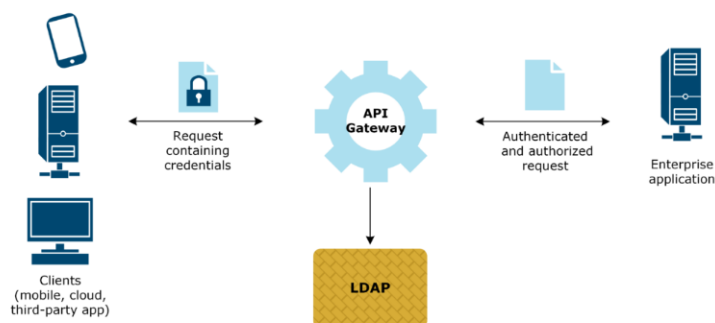 API
Gateway
Request
containing
credentials
Authenticated
and authorized
request
Enterprise
application
LDAP
Clients
(mobile, cloud,
third-party app)